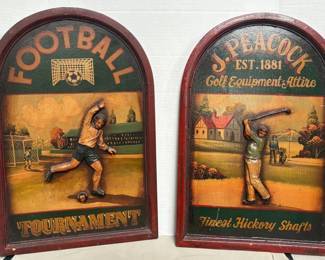 FOOTBALL
TOURNAMENT
J. PEACOCK
EST. 1881
Golf Equipment & Attire
Finest Hickory Shafts